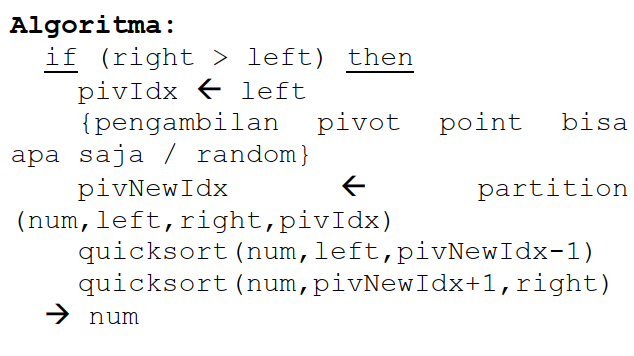 Algoritma:
if (right > left) then
pivIdx ← left
{pengambilan pivot point bisa
apa saja / random}
pivNewIdx ← partition
(num,left,right,pivIdx)
quicksort(num,left,pivNewIdx-1)
quicksort(num,pivNewIdx+1,right)
→ num